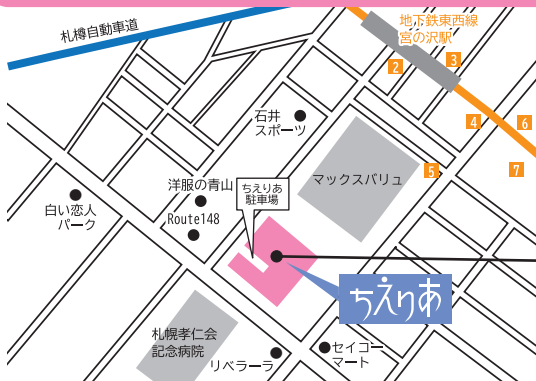 札樽自動車道
地下鉄東西線
宮の沢駅
2
3
4
6
5
7
石井
スポーツ
マックスバリュ
洋服の青山
ちえりあ
駐車場
白い恋人
パーク
Route148
ちえりあ
札幌孝仁会
記念病院
リベラーラ
セイコー
マート